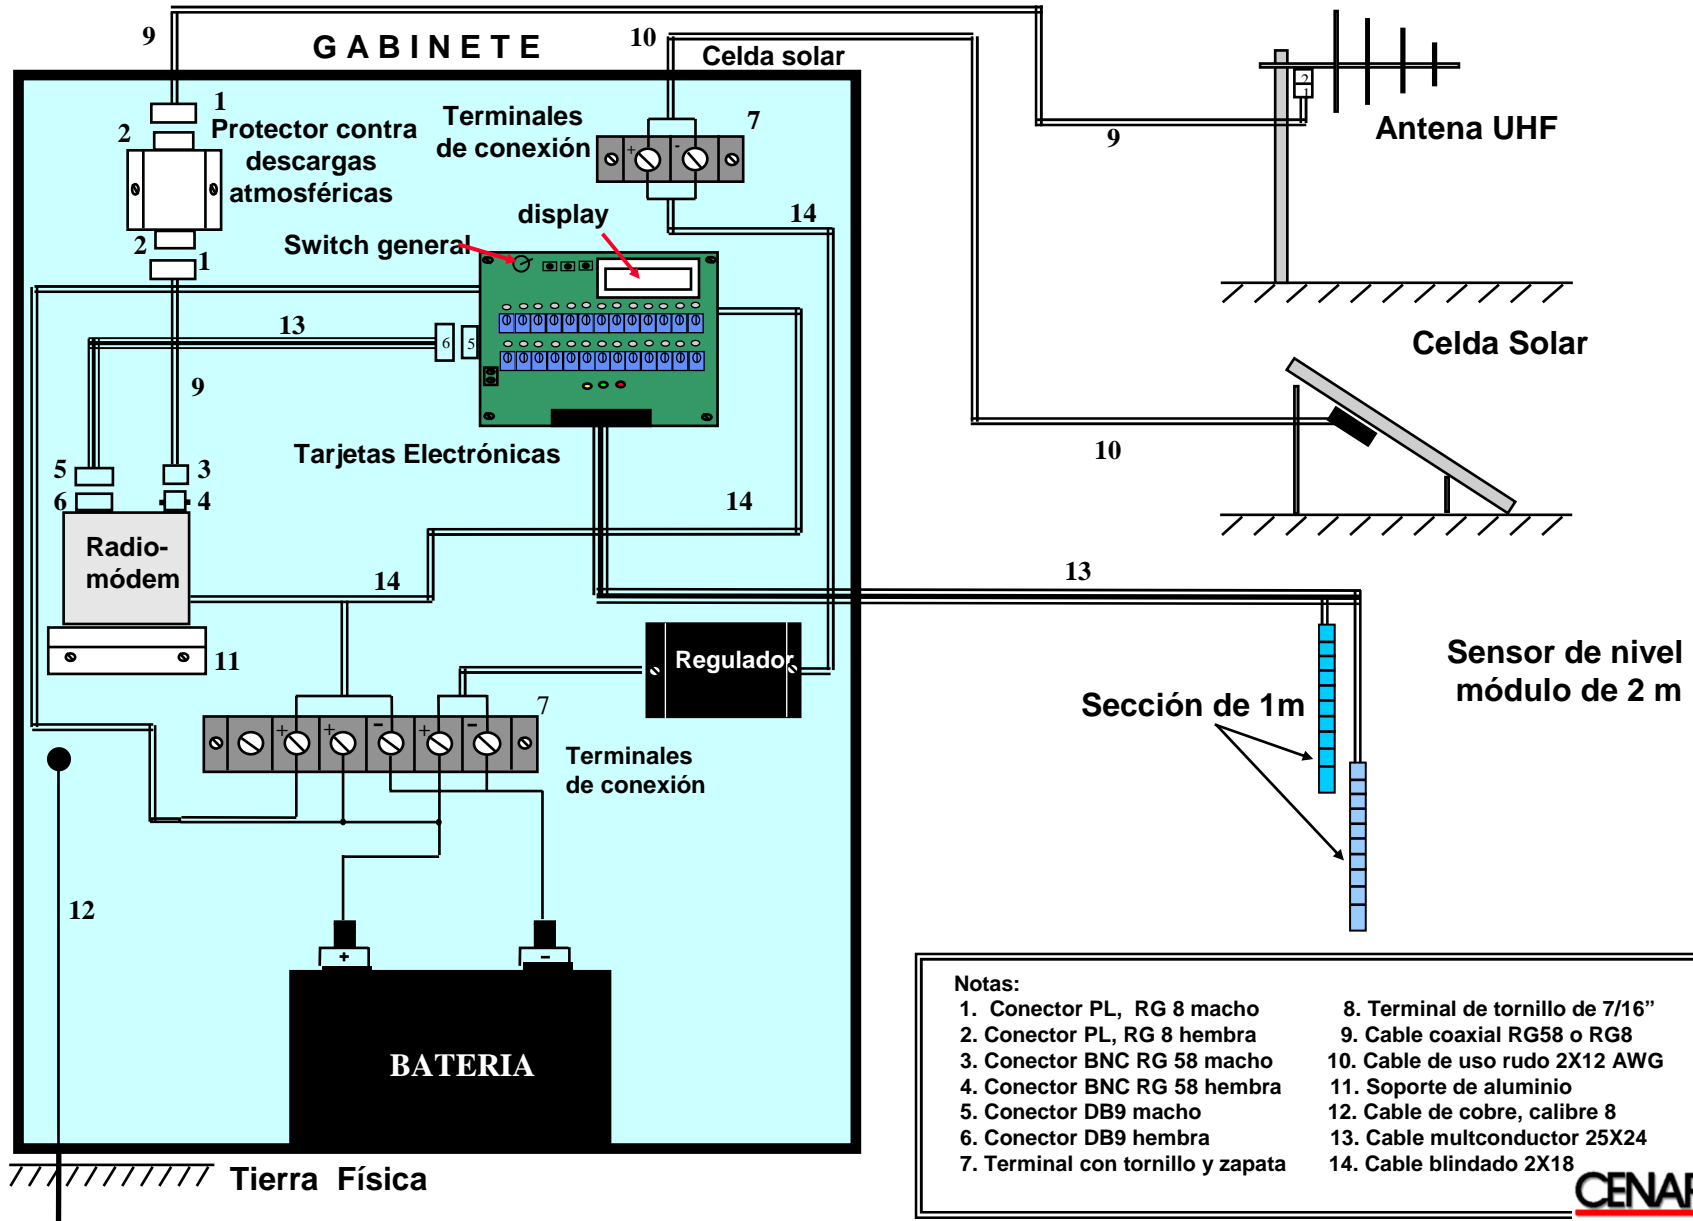 9
GABINETE
10
Celda solar
1
2
Protector contra
descargas
atmosféricas
Terminales
de conexión
7
+
-
2
1
9
Antena UHF
display
14
2
1
Switch general
13
6
5
9
Celda Solar
Tarjetas Electrónicas
10
5
3
6
4
14
Radio-
módem
14
13
11
Regulador
Sensor de nivel
módulo de 2 m
Sección de 1m
7
+
+
-
+
-
Terminales
de conexión
12
+
-
BATERIA
Tierra Física
Notas:
1. Conector PL, RG 8 macho
2. Conector PL, RG 8 hembra
3. Conector BNC RG 58 macho
4. Conector BNC RG 58 hembra
5. Conector DB9 macho
6. Conector DB9 hembra
7. Terminal con tornillo y zapata
8. Terminal de tornillo de 7/16”
9. Cable coaxial RG58 o RG8
10. Cable de uso rudo 2X12 AWG
11. Soporte de aluminio
12. Cable de cobre, calibre 8
13. Cable multconductor 25X24
14. Cable blindado 2X18